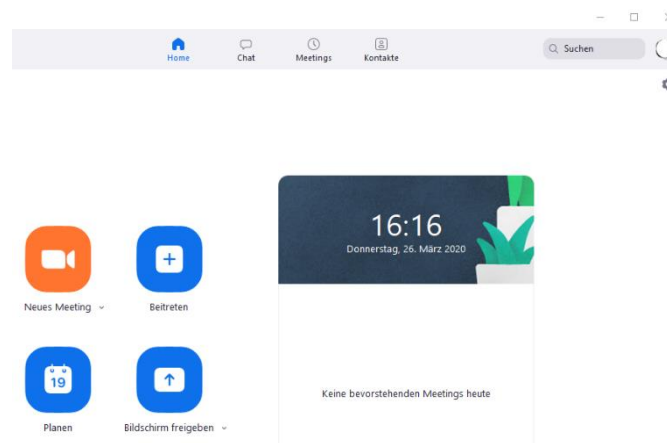 Home
Chat
Meetings
Kontakte
Suchen
16:16
Donnerstag, 26. März 2020
Neues Meeting
Beitreten
19
Planen
Bildschirm freigeben
Keine bevorstehenden Meetings heute